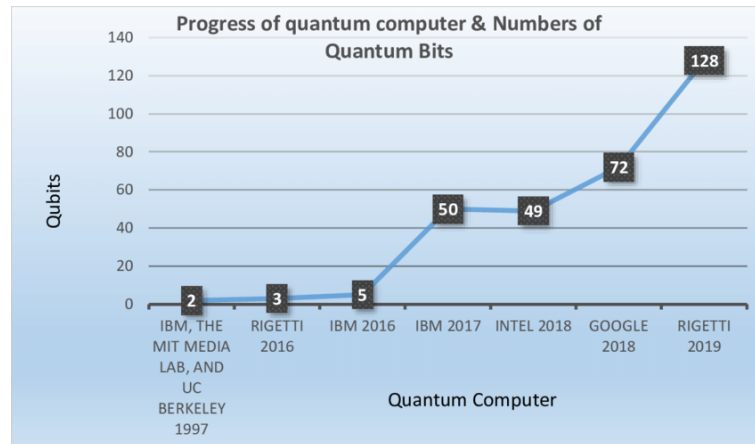 Progress of quantum computer & Numbers of
Quantum Bits
140
120
100
80
60
40
20
0
Qubits
2
3
5
50
49
72
128
IBM, THE
MIT MEDIA
LAB, AND
UC
BERKELEY
1997
RIGETTI
2016
IBM 2016
IBM 2017
INTEL 2018
GOOGLE
2018
RIGETTI
2019
Quantum Computer